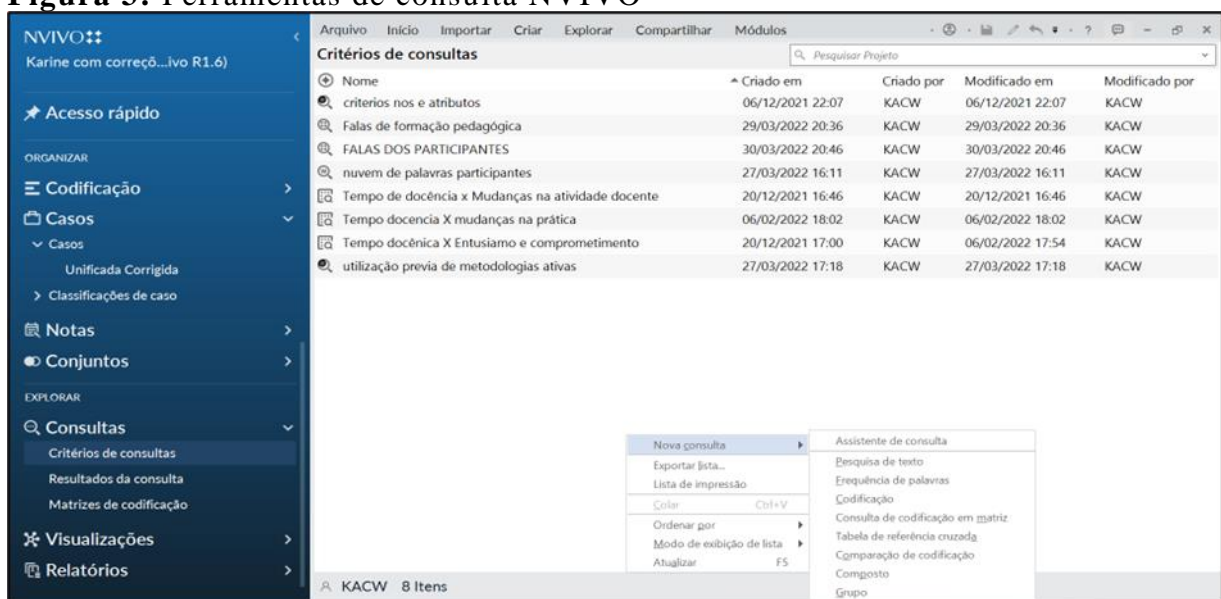 Figura 3: Ferramentas de consulta NVIVO
NVIVO
Karine com correçõ...ivo R1.6)
Acesso rápido
ORGANIZAR
Codificação
Casos
Casos
Unificada Corrigida
Classificações de caso
Notas
Conjuntos
EXPLORAR
Consultas
Critérios de consultas
Resultados da consulta
Matrizes de codificação
Visualizações
Relatórios
Arquivo Início Importar Criar Explorar Compartilhar Módulos
Critérios de consultas Pesquisar Projeto
Nome Criado em Criado por Modificado em Modificado por
criterios nos e atributos 06/12/2021 22:07 KACW 06/12/2021 22:07 KACW
Falas de formação pedagógica 29/03/2022 20:36 KACW 29/03/2022 20:36 KACW
FALAS DOS PARTICIPANTES 30/03/2022 20:46 KACW 30/03/2022 20:46 KACW
nuvem de palavras participantes 27/03/2022 16:11 KACW 27/03/2022 16:11 KACW
Tempo de docência x Mudanças na atividade docente 20/12/2021 16:46 KACW 20/12/2021 16:46 KACW
Tempo docencia X mudanças na prática 06/02/2022 18:02 KACW 06/02/2022 18:02 KACW
Tempo docênica X Entusiamo e comprometimento 20/12/2021 17:00 KACW 06/02/2022 17:54 KACW
utilização previa de metodologias ativas 27/03/2022 17:18 KACW 27/03/2022 17:18 KACW
Nova consulta
Exportar lista...
Lista de impressão
Colar Ctrl+V
Ordenar por
Modo de exibição de lista
Atualizar F5
Assistente de consulta
Pesquisa de texto
Frequência de palavras
Codificação
Consulta de codificação em matriz
Tabela de referência cruzada
Comparação de codificação
Composto
Grupo
KACW 8 Itens